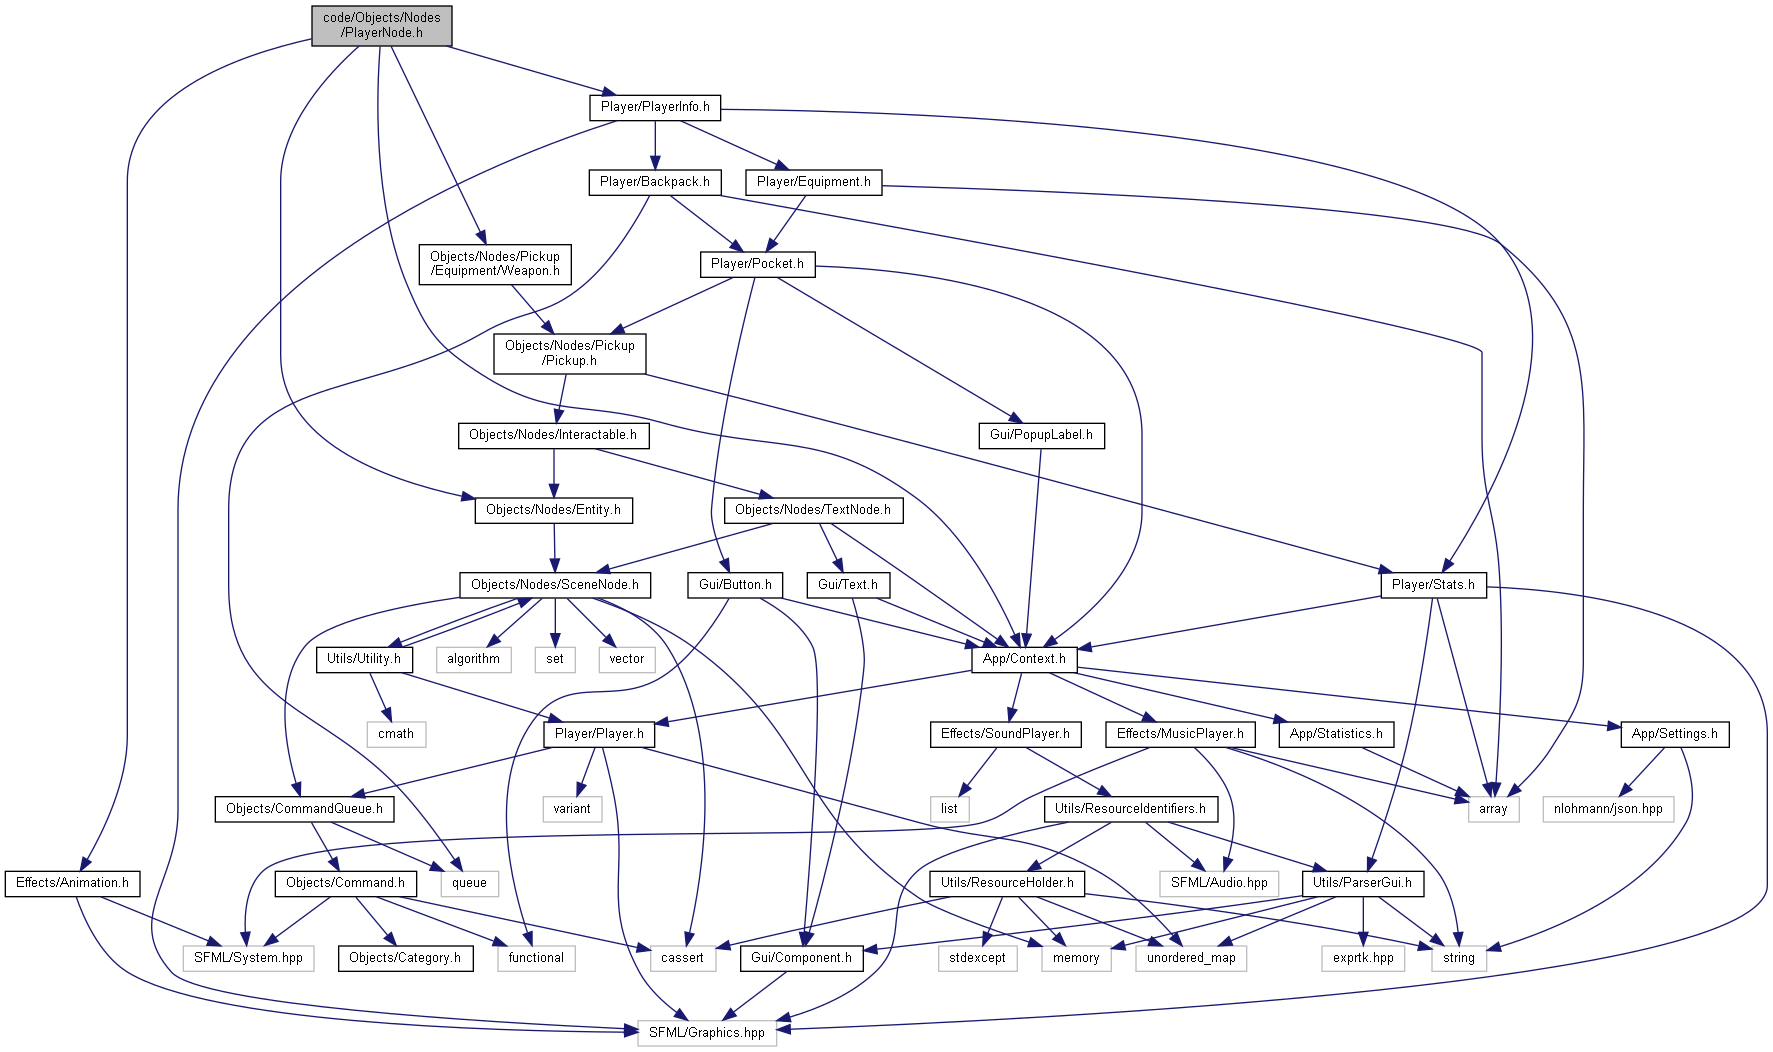 code/Objects/Nodes
/PlayerNode.h
Player/PlayerInfo.h
Player/Backpack.h
Player/Equipment.h
Objects/Nodes/Pickup
/Equipment/Weapon.h
Player/Pocket.h
Objects/Nodes/Pickup
/Pickup.h
Objects/Nodes/Interactable.h
Gui/PopupLabel.h
Objects/Nodes/Entity.h
Objects/Nodes/TextNode.h
Objects/Nodes/SceneNode.h
Gui/Button.h
Gui/Text.h
Player/Stats.h
Utils/Utility.h
algorithm
set
vector
App/Context.h
cmath
Player/Player.h
Effects/SoundPlayer.h
Effects/MusicPlayer.h
App/Statistics.h
App/Settings.h
Objects/CommandQueue.h
variant
list
Utils/ResourceIdentifiers.h
array
nlohmann/json.hpp
Effects/Animation.h
Objects/Command.h
queue
Utils/ResourceHolder.h
SFML/Audio.hpp
Utils/ParserGui.h
SFML/System.hpp
Objects/Category.h
functional
cassert
Gui/Component.h
stdexcept
memory
unordered_map
exprtk.hpp
string
SFML/Graphics.hpp